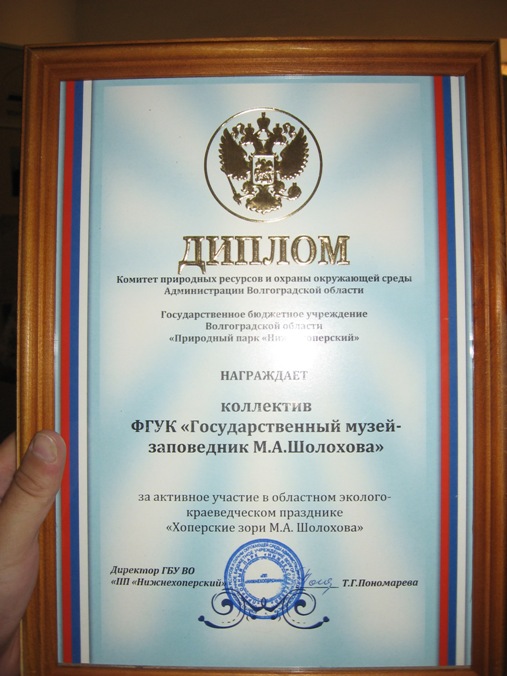 ДИПЛОМ
Комитет природных ресурсов и охраны окружающей среды
Администрации Волгоградской области
Государственное бюджетное учреждение
Волгоградской области
«Природный парк «Нижнехоперский»
НАГРАЖДАЕТ
коллектив
ФГУК «Государственный музей-
заповедник М.А.Шолохова»
за активное участие в областном эколого-
краеведческом празднике
«Хоперские зори М.А. Шолохова»
Директор ГБУ ВО
«ПП «Нижнехоперский» Т.Г.Пономарева